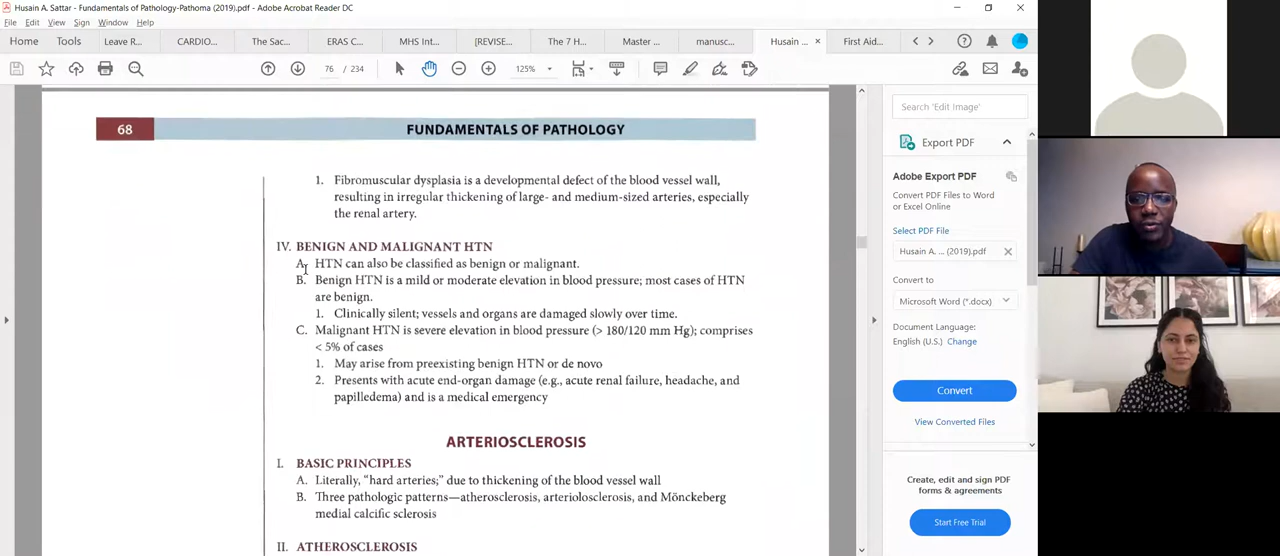 Husain A. Sattar - Fundamentals of Pathology-Pathoma (2019).pdf - Adobe Acrobat Reader DC
File Edit View Sign Window Help
Home Tools Leave R... CARDIO... The Sac... ERAS C... MHS Int... [REVISE... The 7 H... Master ... manusc... Husain ... × First Aid...
76 / 234 125%
68 FUNDAMENTALS OF PATHOLOGY
1. Fibromuscular dysplasia is a developmental defect of the blood vessel wall,
resulting in irregular thickening of large- and medium-sized arteries, especially
the renal artery.
IV. BENIGN AND MALIGNANT HTN
A. HTN can also be classified as benign or malignant.
B. Benign HTN is a mild or moderate elevation in blood pressure; most cases of HTN
are benign.
1. Clinically silent; vessels and organs are damaged slowly over time.
C. Malignant HTN is severe elevation in blood pressure (> 180/120 mm Hg); comprises
< 5% of cases
1. May arise from preexisting benign HTN or de novo
2. Presents with acute end-organ damage (e.g., acute renal failure, headache, and
papilledema) and is a medical emergency
ARTERIOSCLEROSIS
I. BASIC PRINCIPLES
A. Literally, “hard arteries;” due to thickening of the blood vessel wall
B. Three pathologic patterns—atherosclerosis, arteriolosclerosis, and Mönckeberg
medial calcific sclerosis
II. ATHEROSCLEROSIS
Search 'Edit Image'
Export PDF
Adobe Export PDF
Convert PDF Files to Word
or Excel Online
Select PDF File
Husain A. ... (2019).pdf
Convert to
Microsoft Word (*.docx)
Document Language:
English (U.S.) Change
Convert
View Converted Files
Create, edit and sign PDF
forms & agreements
Start Free Trial